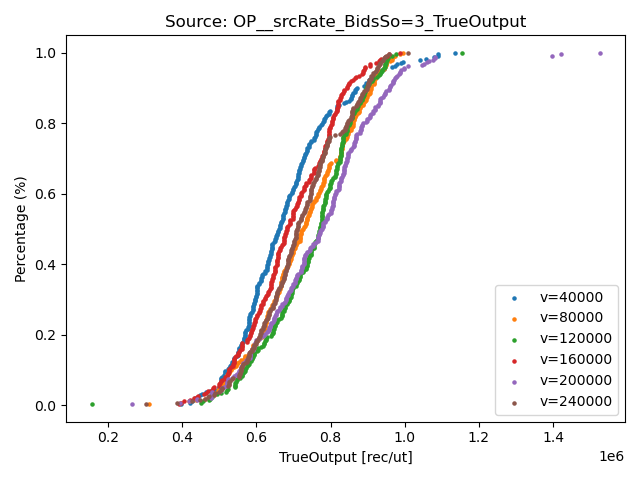 Source: OP__srcRate_BidsSo=3_TrueOutput
Percentage (%)
1.0
0.8
0.6
0.4
0.2
0.0
v=40000
v=80000
v=120000
v=160000
v=200000
v=240000
0.2 0.4 0.6 0.8 1.0 1.2 1.4
1e6
TrueOutput [rec/ut]